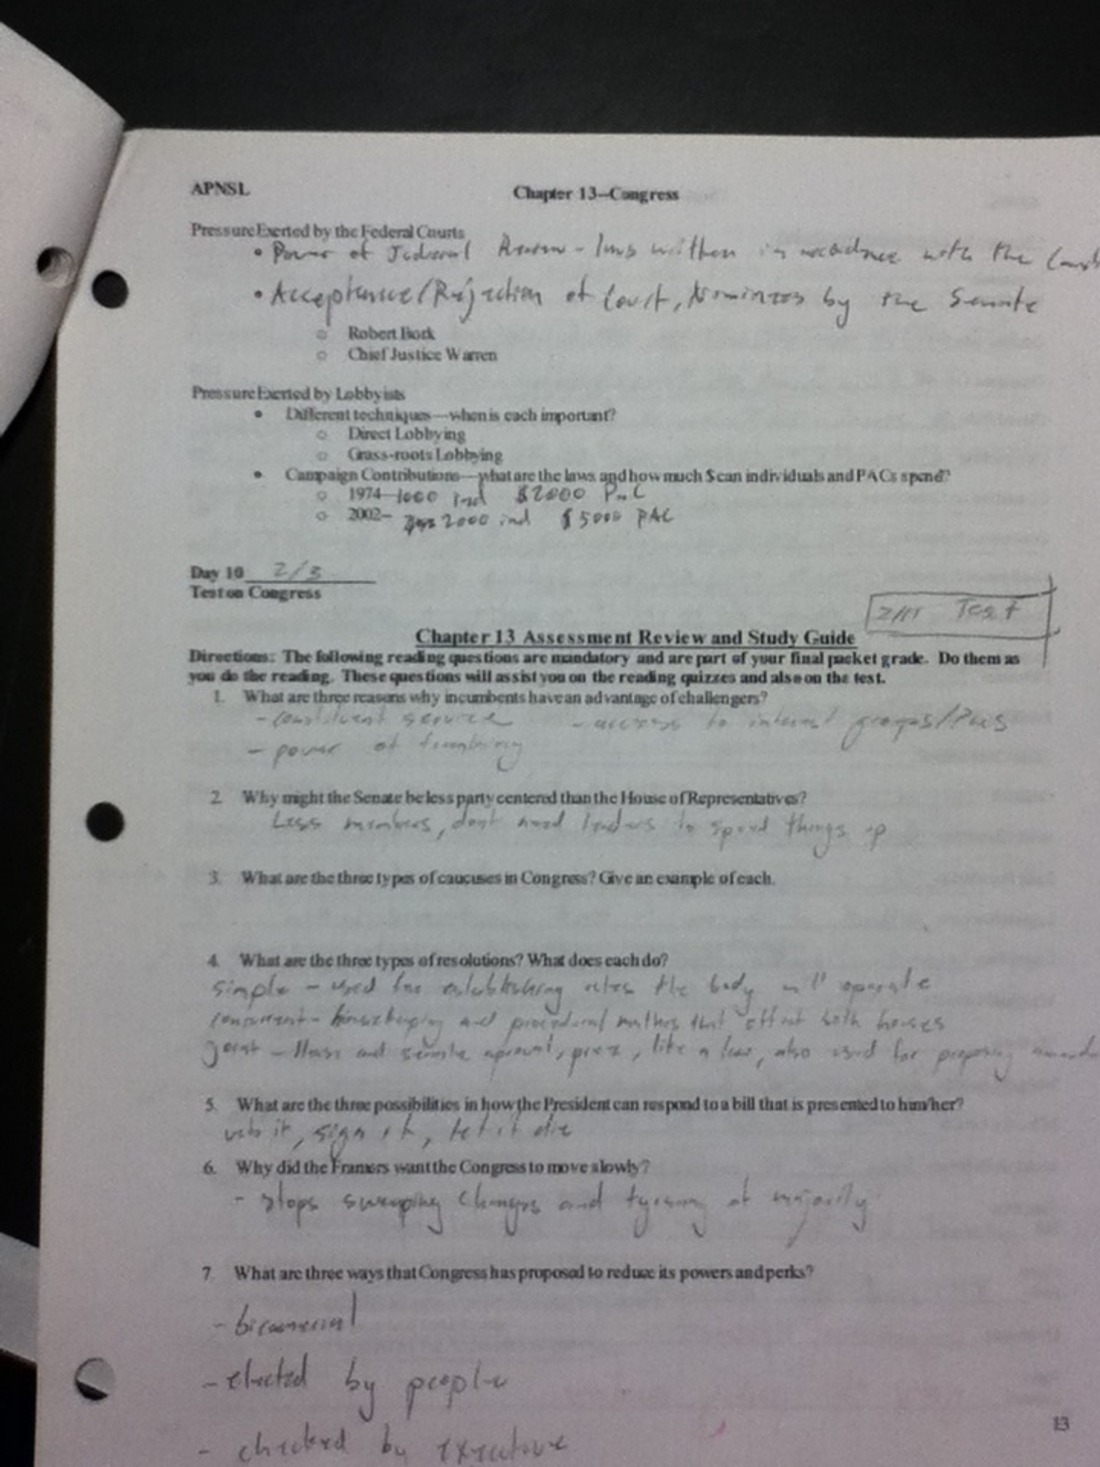 APNSL
Chapter 13–Congress
Pressure Exerted by the Federal Courts
• Power of Judicial Review - laws written in accordance with the
• Acceptance/Rejection of Court, Nominees by the Senate
○ Robert Bork
○ Chief Justice Warren
Pressure Exerted by Lobbyists
• Different techniques—when is each important?
○ Direct Lobbying
○ Grass-roots Lobbying
• Campaign Contributions—what are the laws and how much $ can individuals and PACs spend?
○ 1974–1000 ind $2000 PAC
○ 2002– 2000 ind $5000 PAC
Day 10 2/3
Test on Congress
Test
Chapter 13 Assessment Review and Study Guide
Directions: The following reading questions are mandatory and are part of your final packet grade. Do them as
you do the reading. These questions will assist you on the reading quizzes and also on the test.
1. What are three reasons why incumbents have an advantage of challengers?
- constituent service - access to interest groups/PACs
- power of
2. Why might the Senate be less party centered than the House of Representatives?
Less members, dont need leaders to speed things up
3. What are the three types of caucuses in Congress? Give an example of each.
4. What are the three types of resolutions? What does each do?
simple - used for establishing rules the body will operate
concurrent - housekeeping and procedural matters that effect both houses
joint - House and senate approval, prez, like a law, also used for proposing
5. What are the three possibilities in how the President can respond to a bill that is presented to him/her?
veto it, sign it, let it die
6. Why did the Framers want the Congress to move slowly?
- stops sweeping changes and tyranny of majority
7. What are three ways that Congress has proposed to reduce its powers and perks?
- bicameral
- elected by people
- checked by executive
13